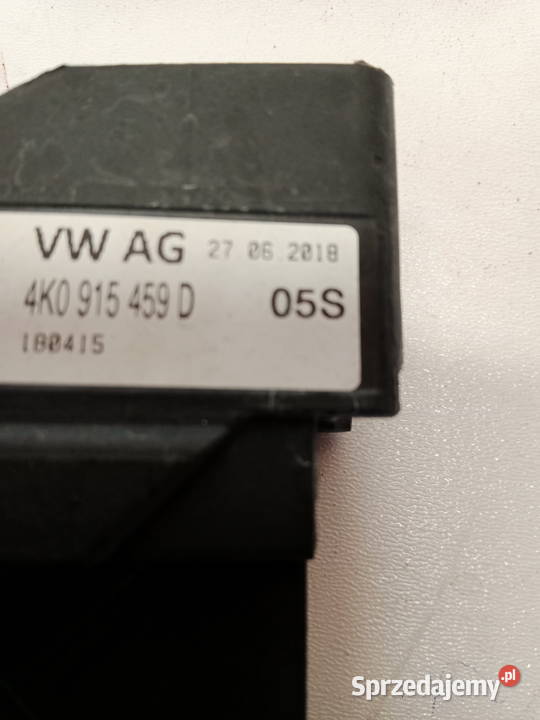 VW AG 27 06 2018
4K0 915 459 D 05S
180415
Sprzedajemy.pl